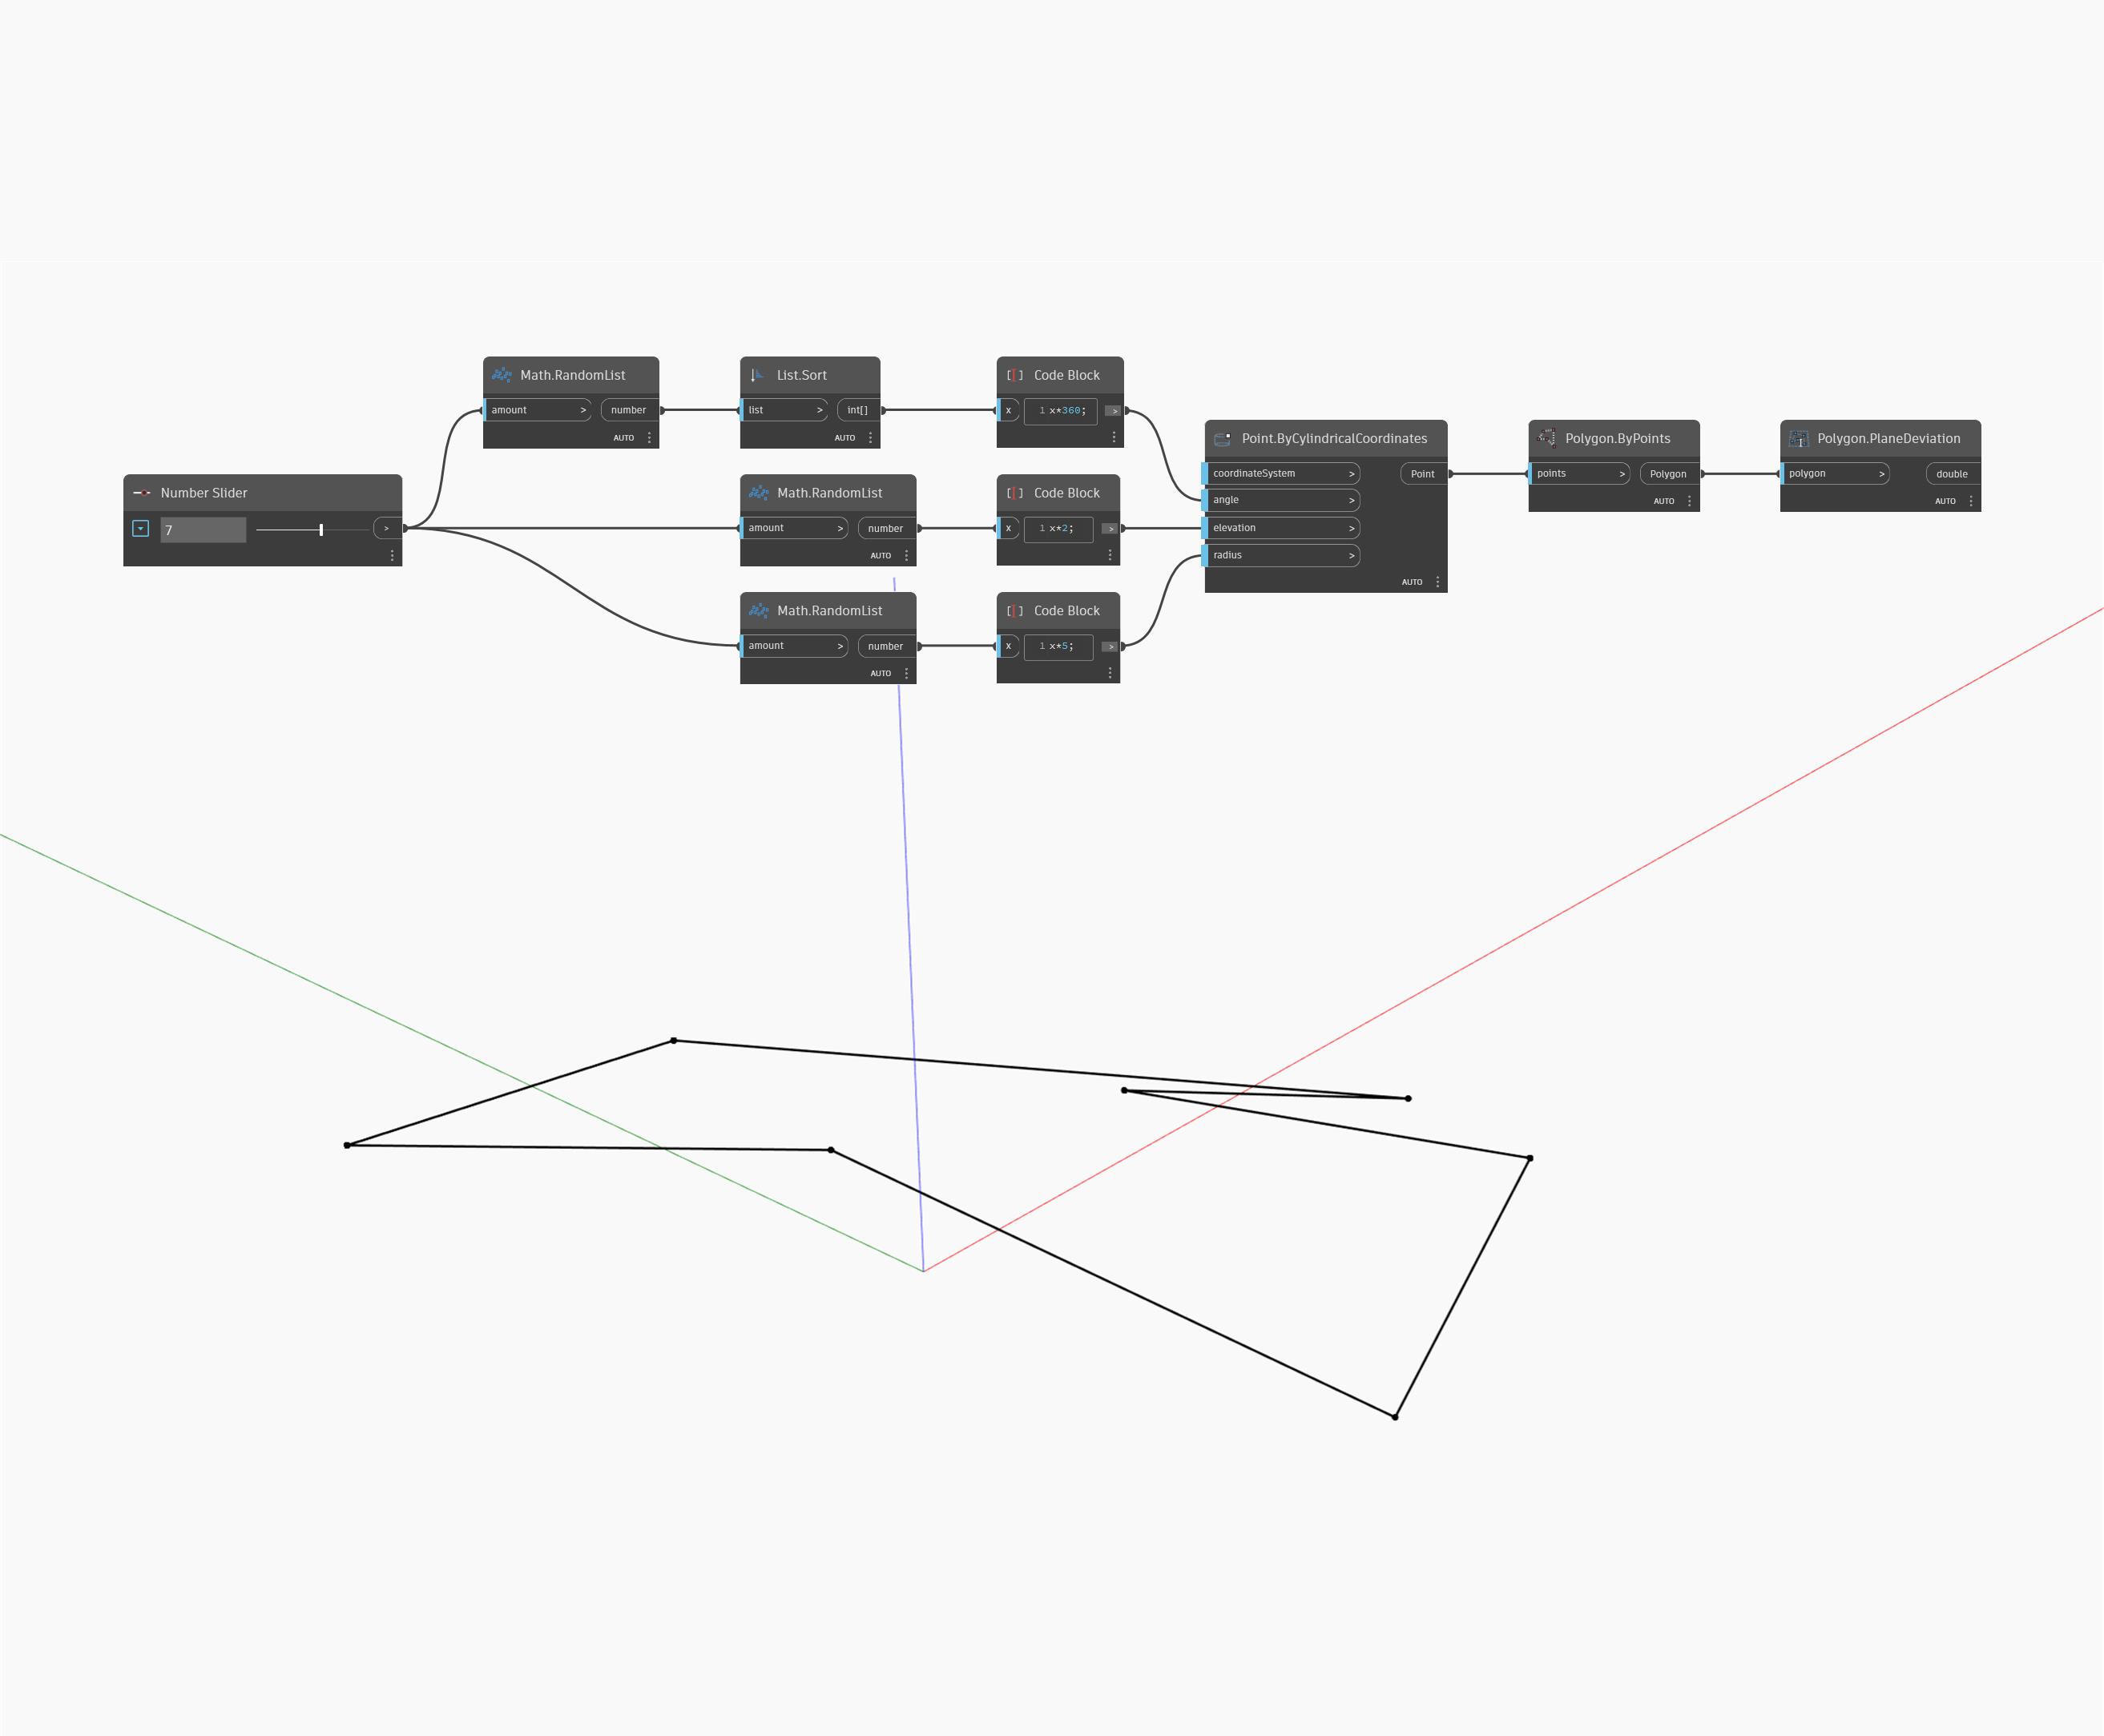 Math.RandomList
amount >
number
AUTO
List.Sort
list >
int[]
AUTO
Code Block
x
1 x*360;
>
Number Slider
7
>
Math.RandomList
amount >
number
AUTO
Code Block
x
1 x*2;
>
Math.RandomList
amount >
number
AUTO
Code Block
x
1 x*5;
>
Point.ByCylindricalCoordinates
coordinateSystem >
Point
angle >
elevation >
radius >
AUTO
Polygon.ByPoints
points >
Polygon
AUTO
Polygon.PlaneDeviation
polygon >
double
AUTO